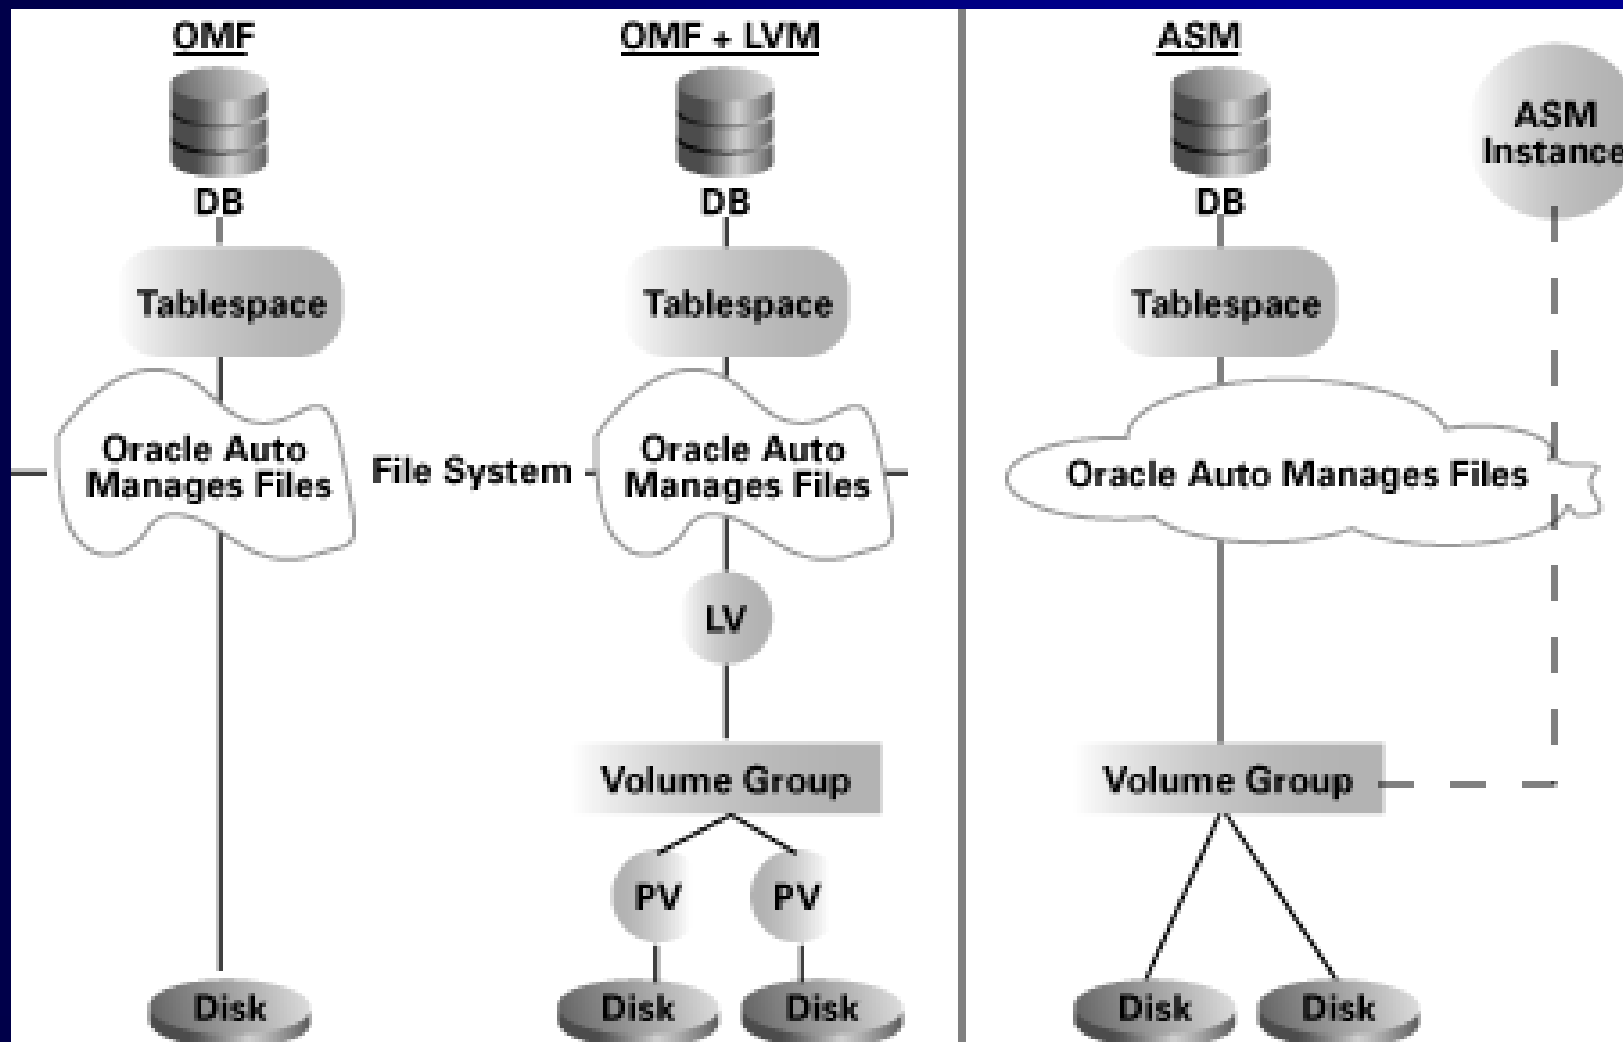 OMF
OMF + LVM
ASM
ASM
Instance
DB
DB
DB
Tablespace
Tablespace
Tablespace
Oracle Auto
Manages Files
File System
Oracle Auto
Manages Files
Oracle Auto Manages Files
LV
Volume Group
Volume Group
PV
PV
Disk
Disk
Disk
Disk
Disk